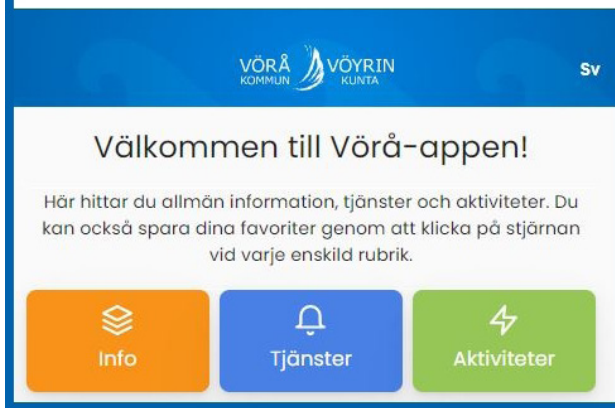 VÖRÅ VÖYRIN
KOMMUN KUNTA
Sv
Välkommen till Vörå-appen!
Här hittar du allmän information, tjänster och aktiviteter. Du
kan också spara dina favoriter genom att klicka på stjärnan
vid varje enskild rubrik.
Info
Tjänster
Aktiviteter